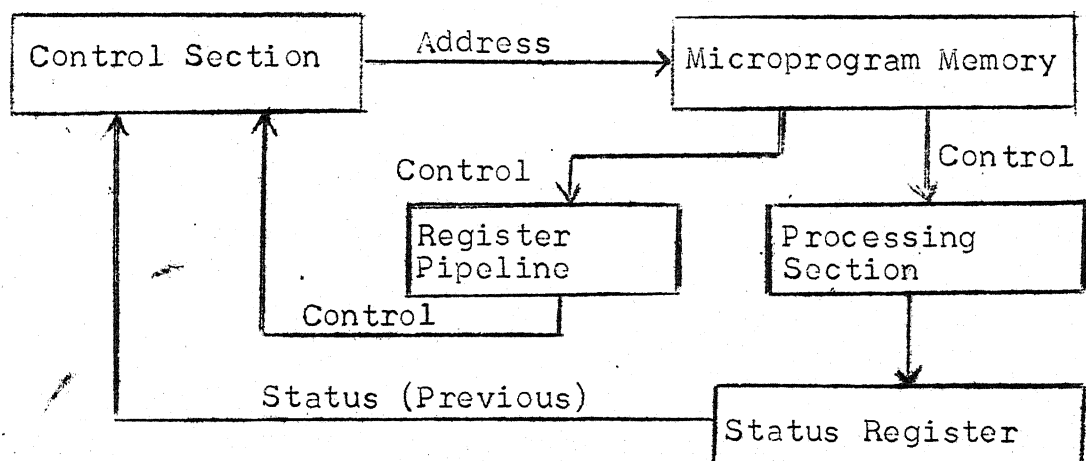 Control Section
Address
Microprogram Memory
Control
Control
Register
Pipeline
Processing
Section
Control
Status (Previous)
Status Register